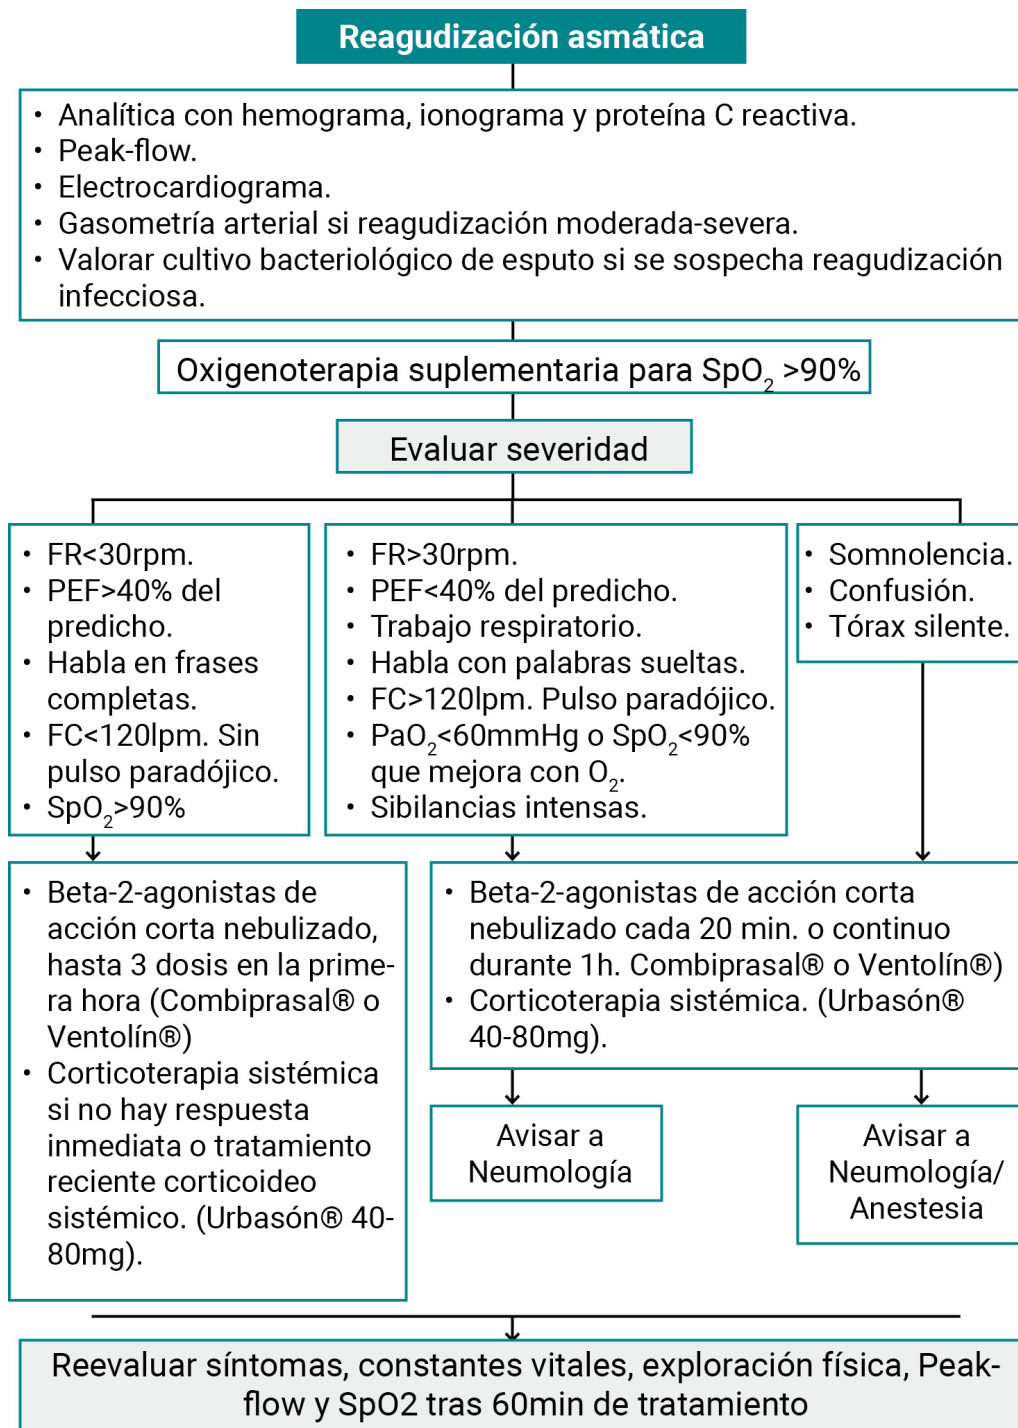 Reagudización asmática
• Analítica con hemograma, ionograma y proteína C reactiva.
• Peak-flow.
• Electrocardiograma.
• Gasometría arterial si reagudización moderada-severa.
• Valorar cultivo bacteriológico de esputo si se sospecha reagudización
infecciosa.
Oxigenoterapia suplementaria para SpO₂ >90%
Evaluar severidad
• FR<30rpm.
• PEF>40% del
predicho.
• Habla en frases
completas.
• FC<120lpm. Sin
pulso paradójico.
• SpO₂>90%
• FR>30rpm.
• PEF<40% del predicho.
• Trabajo respiratorio.
• Habla con palabras sueltas.
• FC>120lpm. Pulso paradójico.
• PaO₂<60mmHg o SpO₂<90%
que mejora con O₂.
• Sibilancias intensas.
• Somnolencia.
• Confusión.
• Tórax silente.
• Beta-2-agonistas de
acción corta nebulizado,
hasta 3 dosis en la prime-
ra hora (Combiprasal® o
Ventolín®)
• Corticoterapia sistémica
si no hay respuesta
inmediata o tratamiento
reciente corticoideo
sistémico. (Urbasón® 40-
80mg).
• Beta-2-agonistas de acción corta
nebulizado cada 20 min. o continuo
durante 1h. Combiprasal® o Ventolín®)
• Corticoterapia sistémica. (Urbasón®
40-80mg).
Avisar a
Neumología
Avisar a
Neumología/
Anestesia
Reevaluar síntomas, constantes vitales, exploración física, Peak-
flow y SpO2 tras 60min de tratamiento